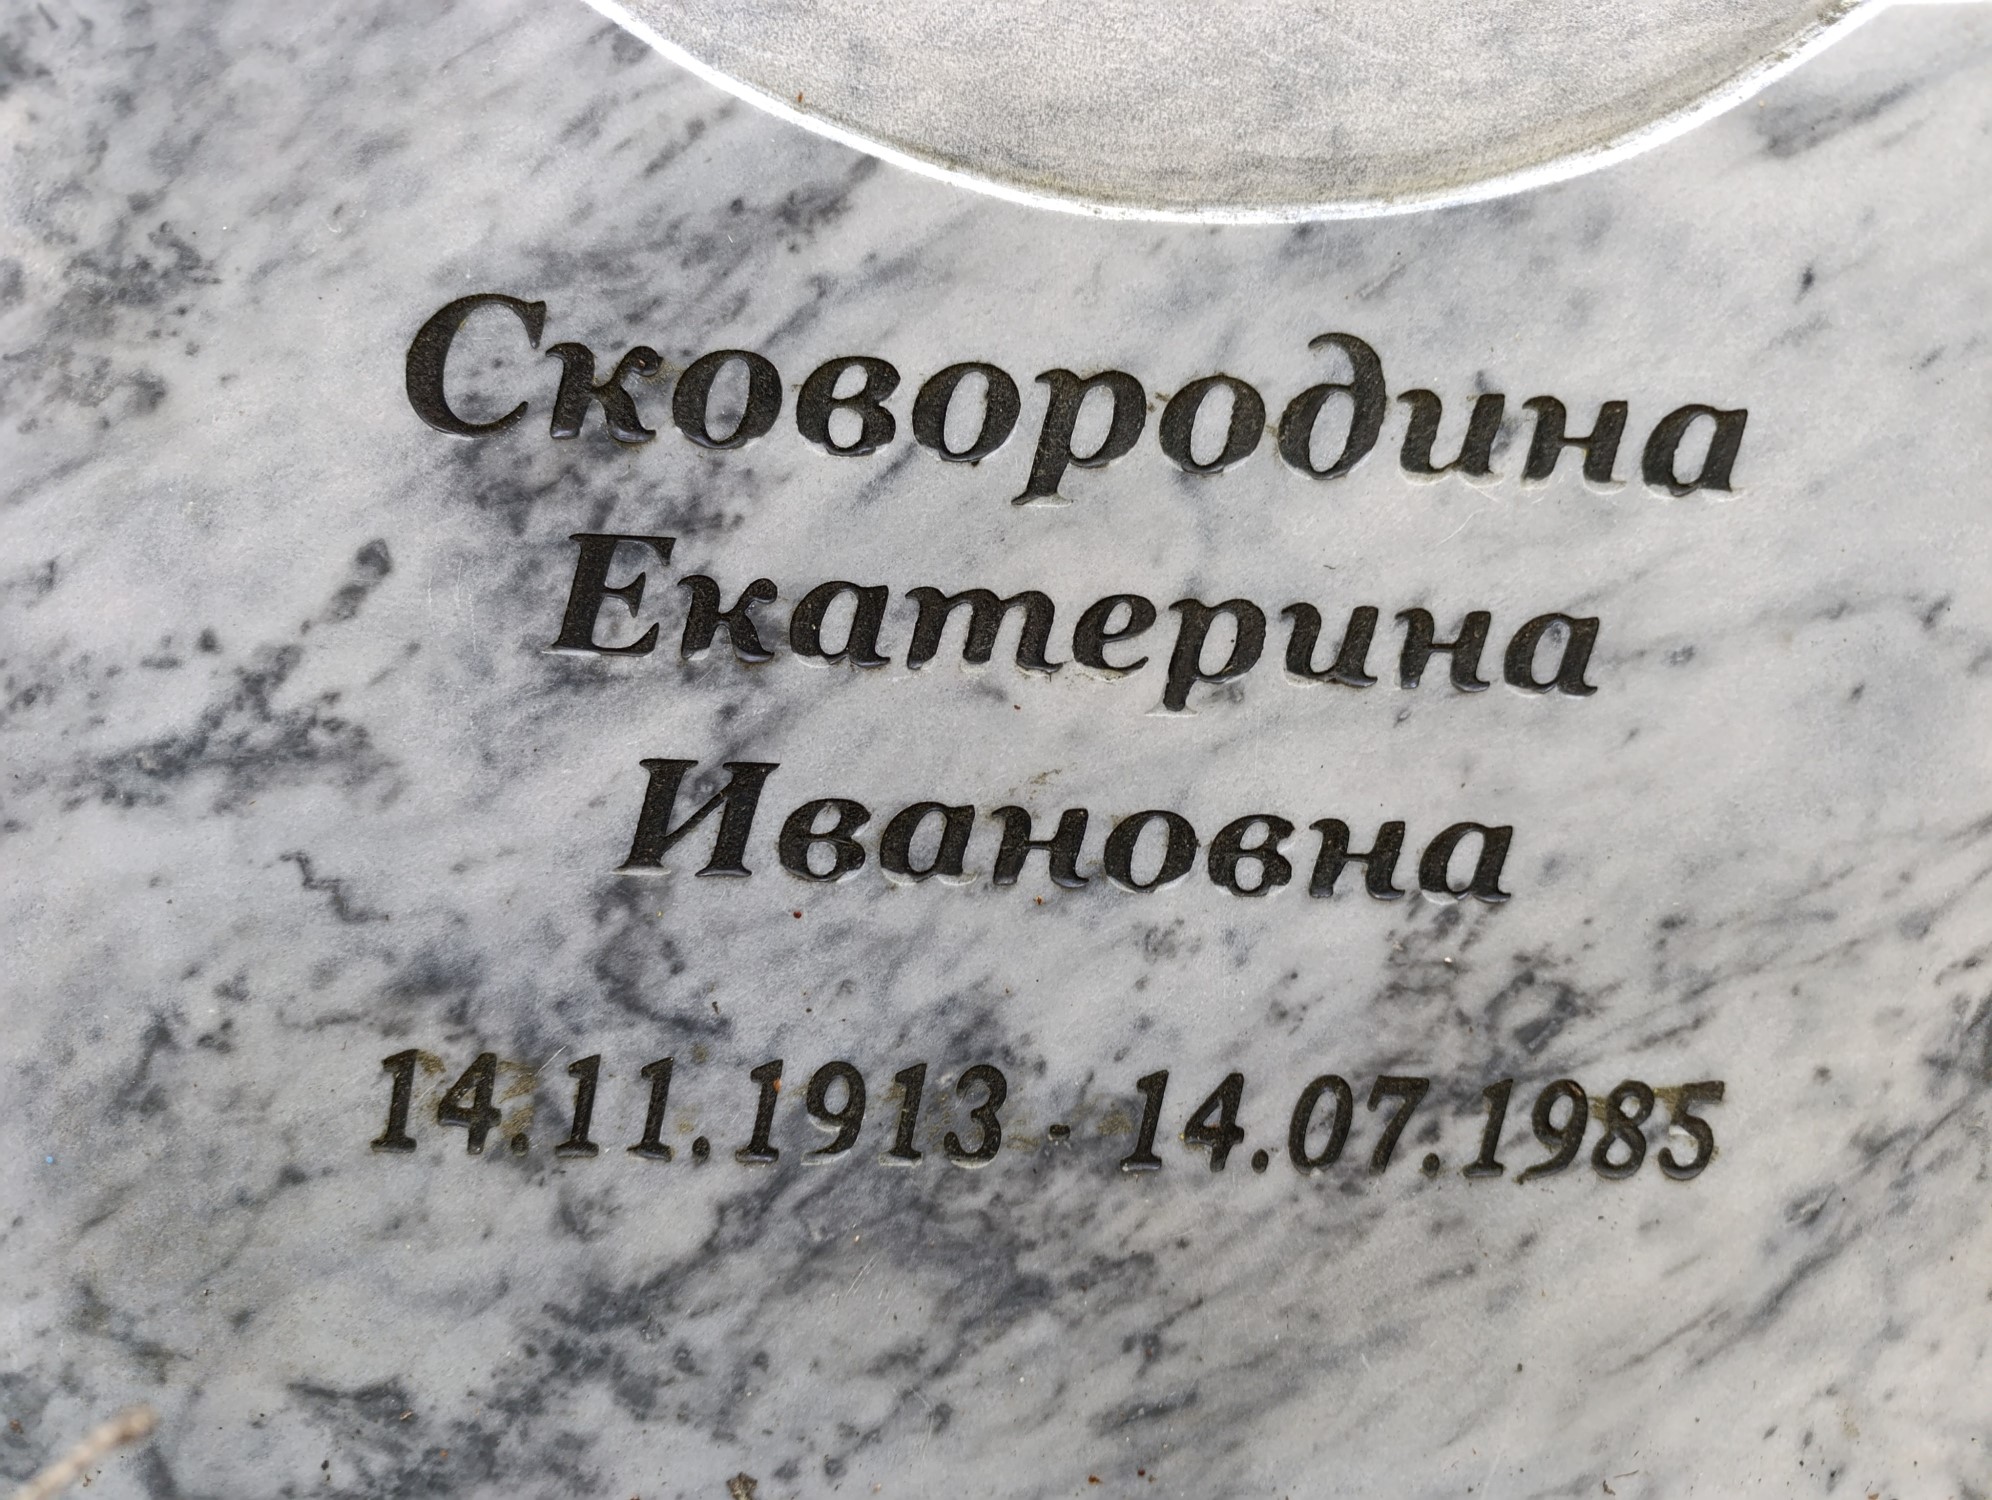 Сковородина
Екатерина
Ивановна
14.11.1913 - 14.07.1985